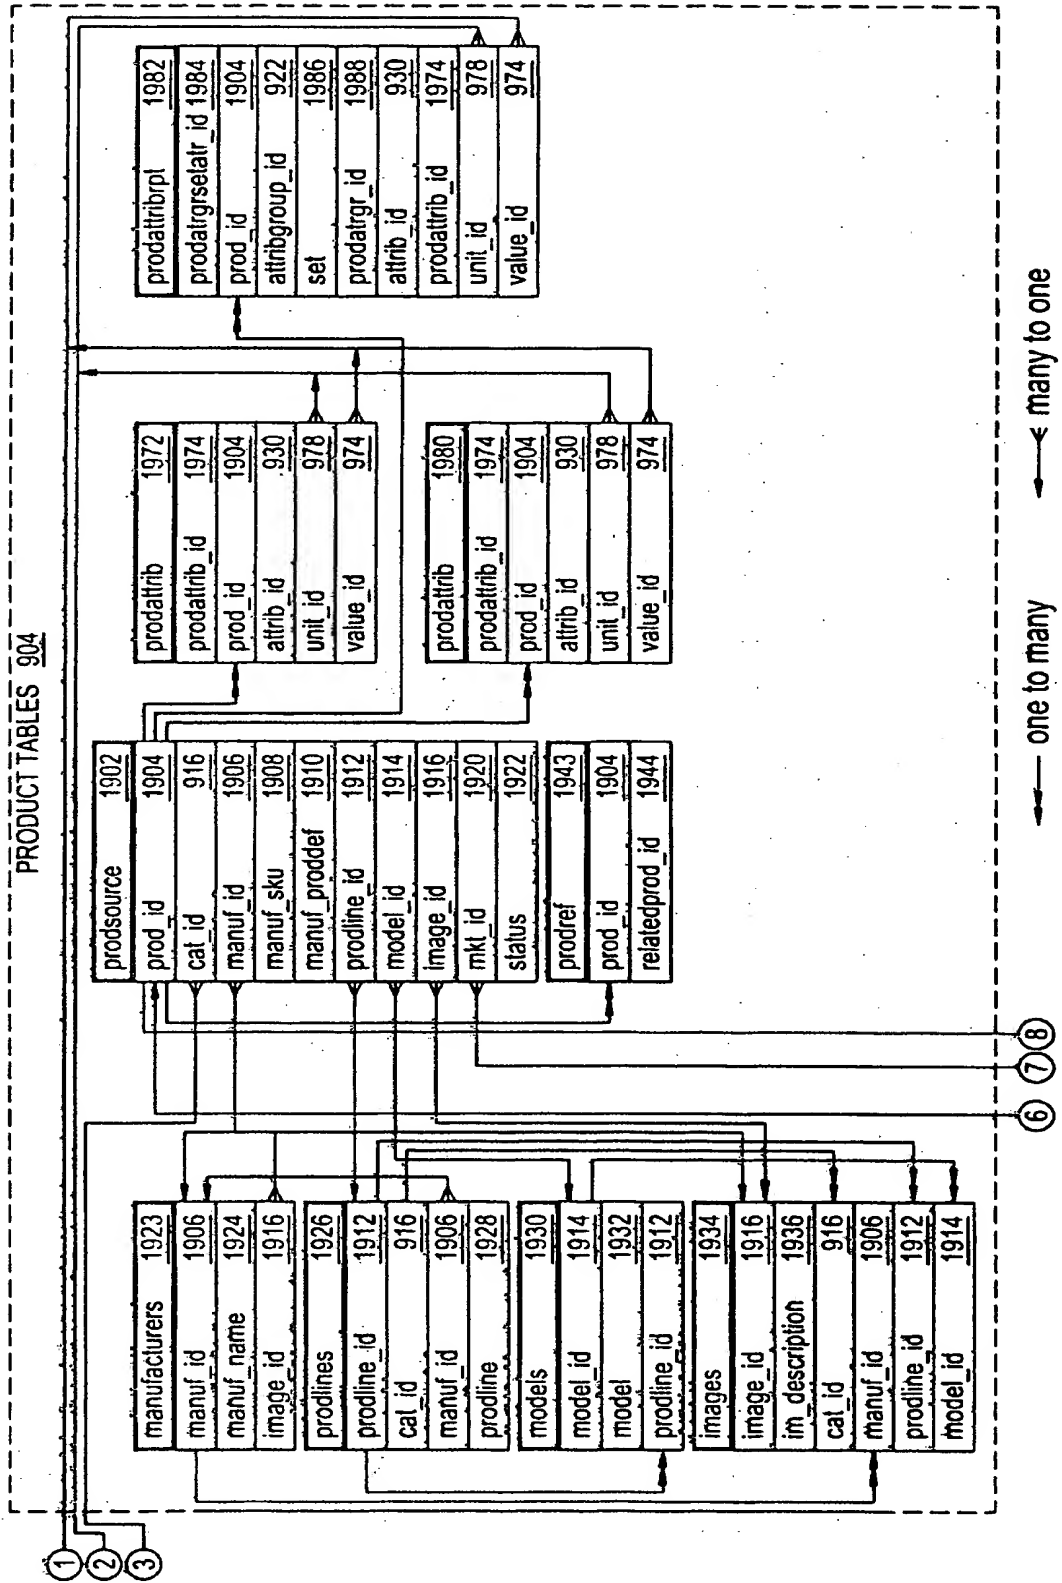 PRODUCT TABLES 904
1
2
3
manufacturers 1923
manuf_id 1906
manuf_name 1924
image_id 1916
prodlines 1926
prodline_id 1912
cat_id 916
manuf_id 1906
prodline 1928
models 1930
model_id 1914
model 1932
prodline_id 1912
images 1934
image_id 1916
im_description 1936
cat_id 916
manuf_id 1906
prodline_id 1912
model_id 1914
prodsource 1902
prod_id 1904
cat_id 916
manuf_id 1906
manuf_sku 1908
manuf_proddef 1910
prodline_id 1912
model_id 1914
image_id 1916
mkt_id 1920
status 1922
prodref 1943
prod_id 1904
relatedprod_id 1944
prodattrib 1972
prodattrib_id 1974
prod_id 1904
attrib_id 930
unit_id 978
value_id 974
prodattrib 1980
prodattrib_id 1974
prod_id 1904
attrib_id 930
unit_id 978
value_id 974
prodattribrpt 1982
prodatrgrsetatr_id 1984
prod_id 1904
attribgroup_id 922
set 1986
prodatrgr_id 1988
attrib_id 930
prodattrib_id 1974
unit_id 978
value_id 974
6
7
8
one to many
many to one